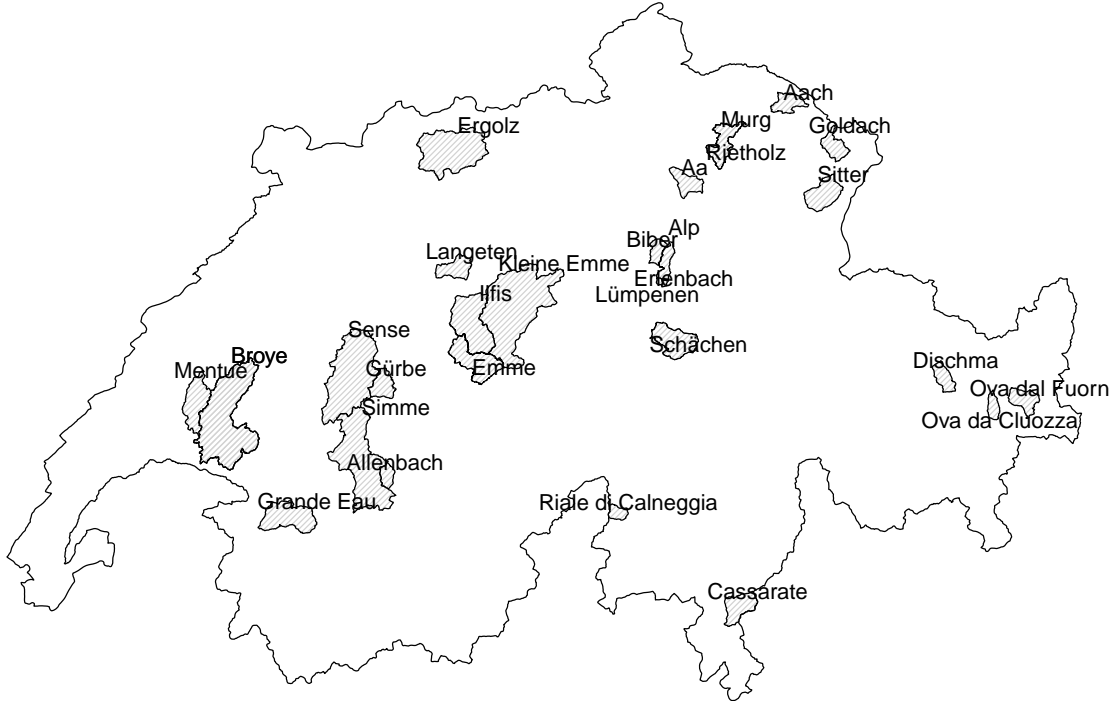 Aach
Murg
Goldach
Ergolz
Rietholz
Aa
Sitter
Alp
Biber
Langeten
Kleine Emme
Erlenbach
Ilfis
Lümpenen
Sense
Schächen
Broye
Mentue
Gürbe
Emme
Dischma
Ova dal Fuorn
Simme
Ova da Cluozza
Allenbach
Grande Eau
Riale di Calneggia
Cassarate